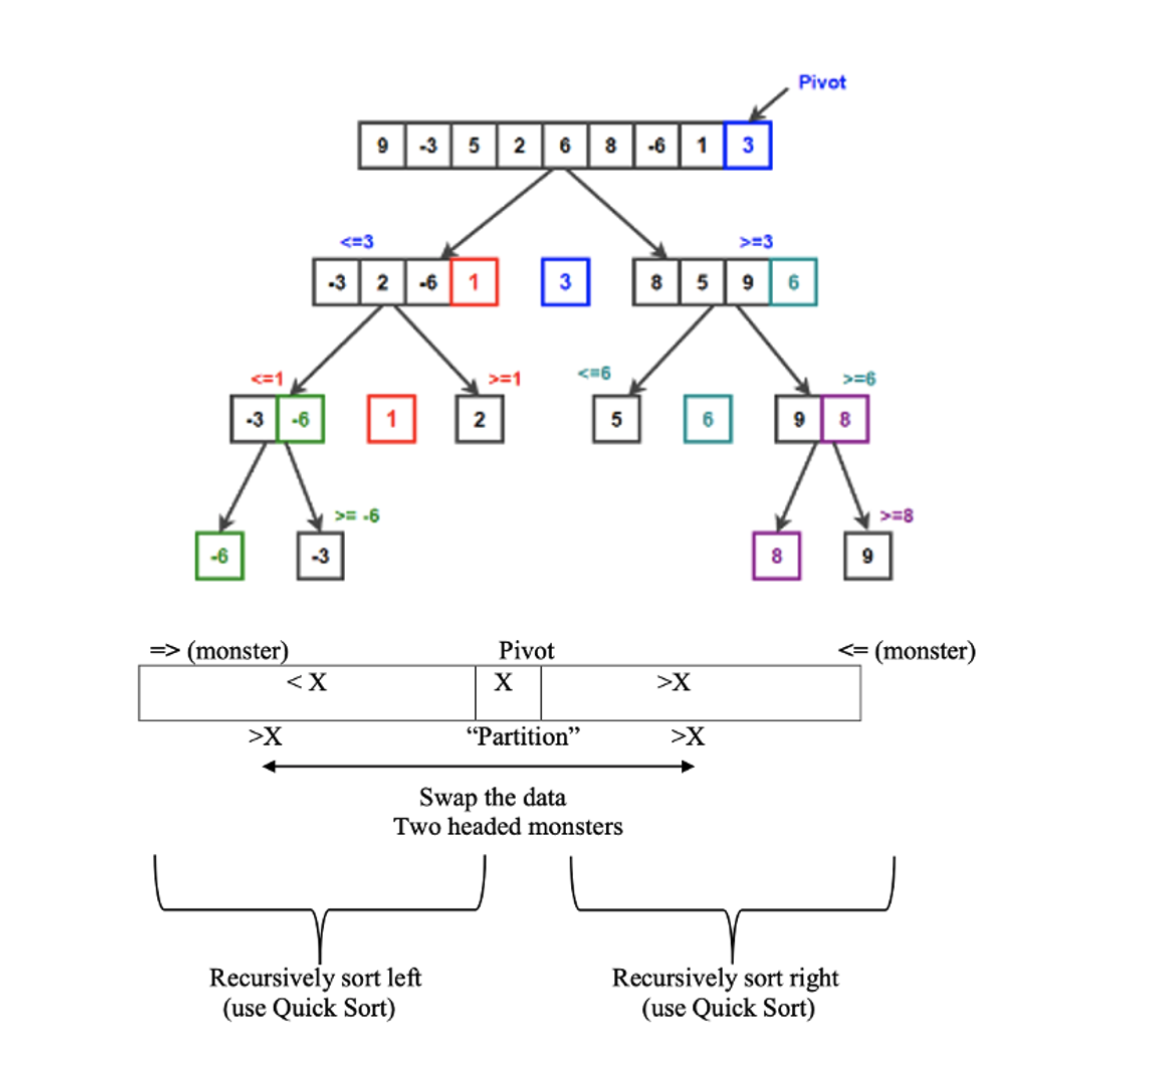 Pivot
9 -3 5 2 6 8 -6 1 3
<=3 >=3
-3 2 -6 1 3 8 5 9 6
<=1 >=1 <=6 >=6
-3 -6 1 2 5 6 9 8
>= -6 >=8
-6 -3 8 9
=> (monster) Pivot <= (monster)
< X X >X
>X “Partition” >X
Swap the data
Two headed monsters
Recursively sort left Recursively sort right
(use Quick Sort) (use Quick Sort)